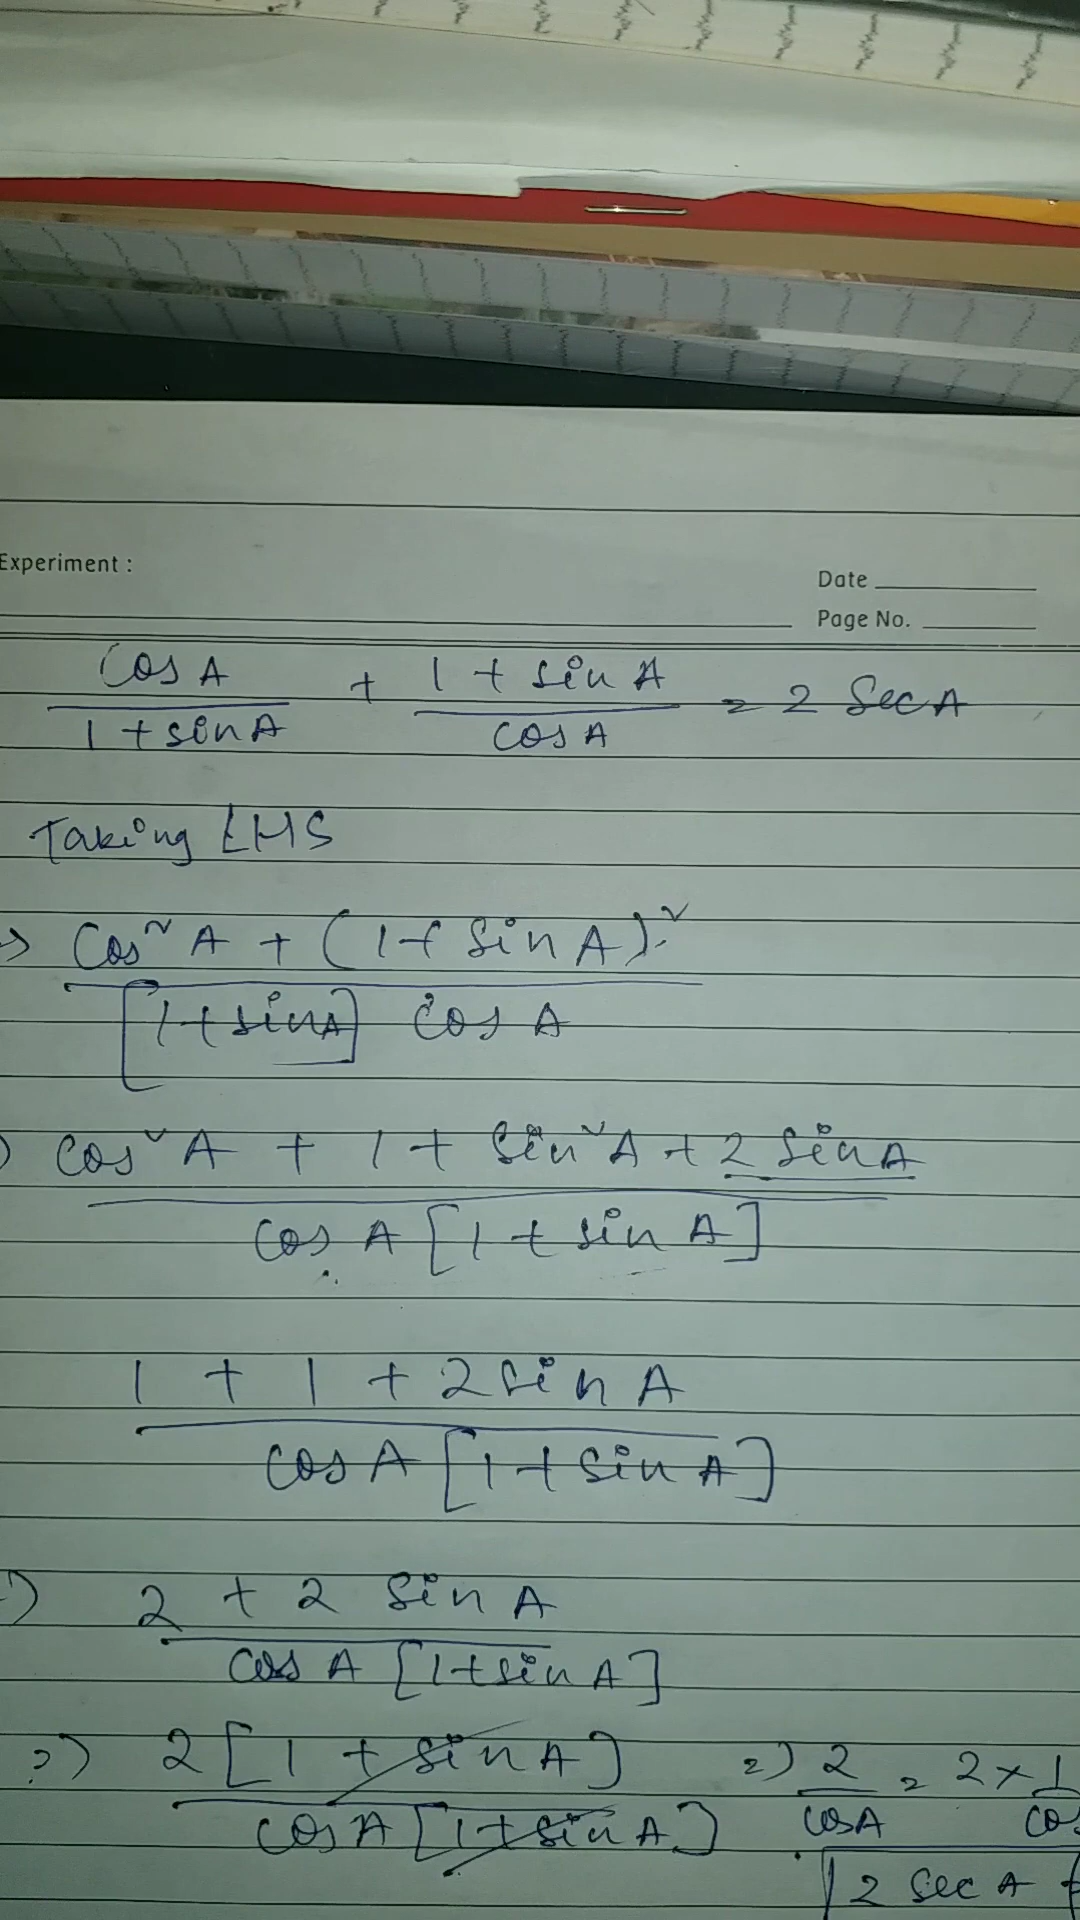 Experiment :
Date
Page No.
cos A / 1 + sin A + 1 + sin A / cos A = 2 Sec A
Taking LHS
=> Cos² A + (1 + Sin A)² / [1 + sin A] cos A
cos² A + 1 + Sin² A + 2 Sin A / cos A [1 + sin A]
1 + 1 + 2 sin A / cos A [1 + sin A]
2 + 2 Sin A / cos A [1 + sin A]
=) 2 [1 + sin A] / cos A [1 + sin A] =) 2 / cos A = 2 × 1 / cos
2 Sec A